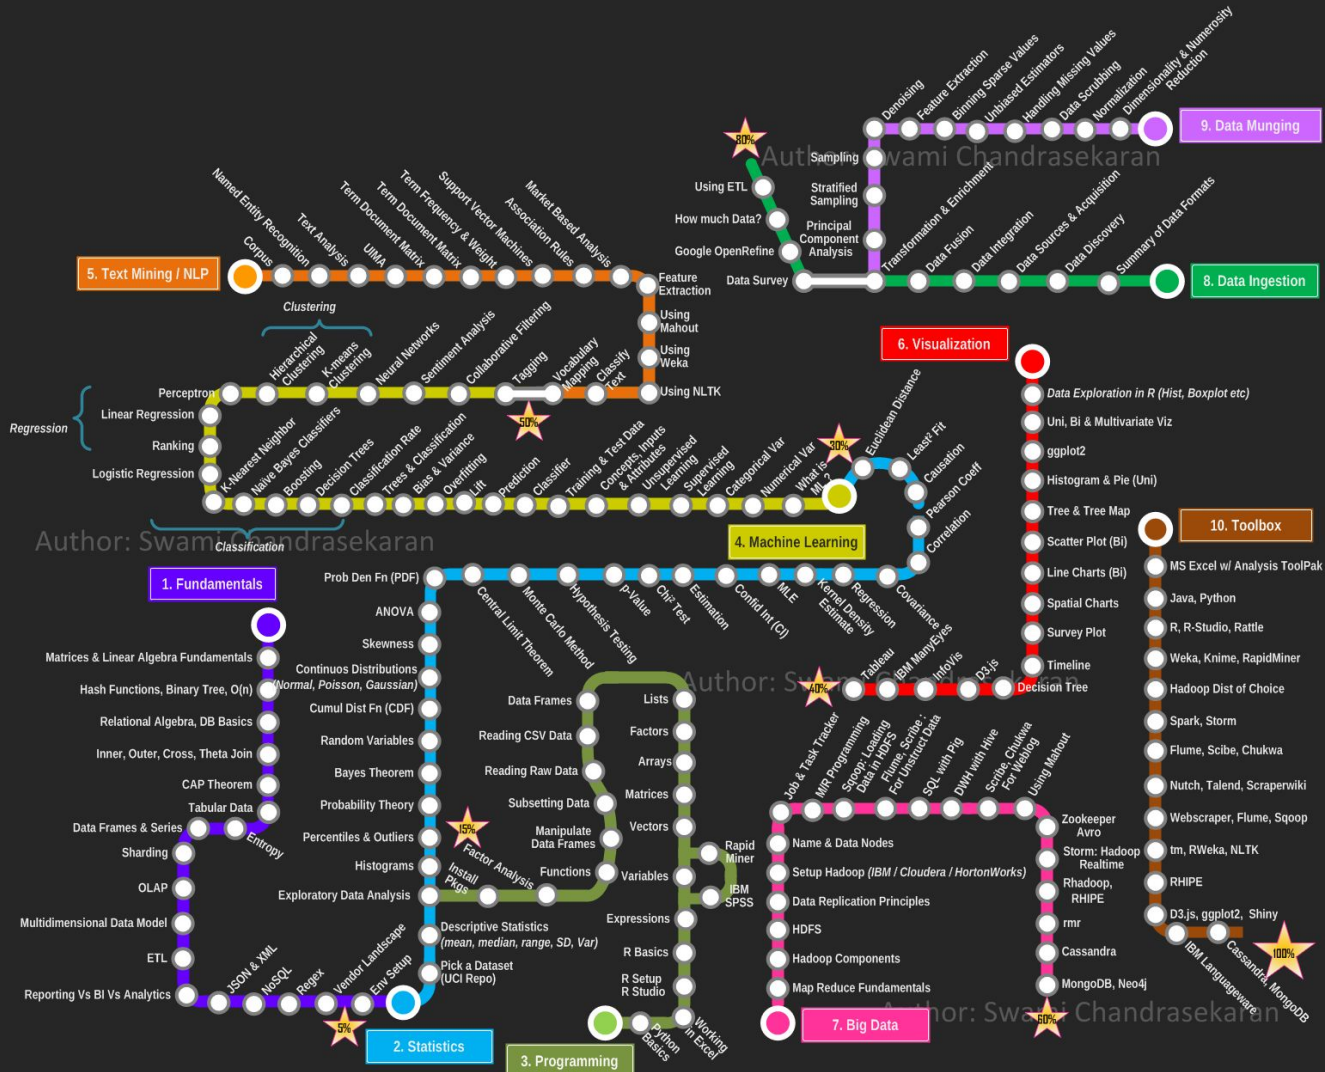 Dimensionality & Numerosity
Reduction
Normalization
Data Scrubbing
Handling Missing Values
Unbiased Estimators
Binning Sparse Values
Feature Extraction
Denoising
9. Data Munging
80%
Author: Swami Chandrasekaran
Sampling
Stratified
Sampling
Principal
Component
Analysis
Using ETL
How much Data?
Google OpenRefine
Data Survey
Transformation & Enrichment
Data Fusion
Data Integration
Data Sources & Acquisition
Data Discovery
Summary of Data Formats
8. Data Ingestion
5. Text Mining / NLP
Corpus
Named Entity Recognition
Text Analysis
UIMA
Term Document Matrix
Term Document Matrix
Term Frequency & Weight
Support Vector Machines
Association Rules
Market Based Analysis
Feature
Extraction
Using
Mahout
Using
Weka
Using NLTK
Classify
Text
Vocabulary
Mapping
Tagging
50%
Collaborative Filtering
Sentiment Analysis
Neural Networks
K-means
Clustering
Hierarchical
Clustering
Clustering
Perceptron
Linear Regression
Regression
Ranking
Logistic Regression
K-Nearest Neighbor
Naive Bayes Classifiers
Boosting
Decision Trees
Classification Rate
Trees & Classification
Bias & Variance
Overfitting
Lift
Prediction
Classifier
Training & Test Data
Concepts, Inputs
& Attributes
Unsupervised
Learning
Supervised
Learning
Categorical Var
Numerical Var
What is
ML?
30%
Classification
Author: Swami Chandrasekaran
4. Machine Learning
Euclidean Distance
Least² Fit
Causation
Pearson Coeff
Correlation
Covariance
Regression
Kernel Density
Estimate
MLE
Confid Int (CI)
Estimation
Chi² Test
p-Value
Hypothesis Testing
Monte Carlo Method
Central Limit Theorem
Prob Den Fn (PDF)
ANOVA
Skewness
Continuos Distributions
(Normal, Poisson, Gaussian)
Cumul Dist Fn (CDF)
Random Variables
Bayes Theorem
Probability Theory
Percentiles & Outliers
Histograms
Exploratory Data Analysis
Descriptive Statistics
(mean, median, range, SD, Var)
Pick a Dataset
(UCI Repo)
2. Statistics
1. Fundamentals
Matrices & Linear Algebra Fundamentals
Hash Functions, Binary Tree, O(n)
Relational Algebra, DB Basics
Inner, Outer, Cross, Theta Join
CAP Theorem
Tabular Data
Entropy
Data Frames & Series
Sharding
OLAP
Multidimensional Data Model
ETL
Reporting Vs BI Vs Analytics
JSON & XML
NoSQL
Regex
Vendor Landscape
Env Setup
5%
15%
Install
Pkgs
Factor Analysis
Functions
Manipulate
Data Frames
Subsetting Data
Reading Raw Data
Reading CSV Data
Data Frames
Lists
Factors
Arrays
Matrices
Vectors
Variables
Rapid
Miner
IBM
SPSS
Expressions
R Basics
R Setup
R Studio
Working
in Excel
Python
Basics
3. Programming
6. Visualization
Data Exploration in R (Hist, Boxplot etc)
Uni, Bi & Multivariate Viz
ggplot2
Histogram & Pie (Uni)
Tree & Tree Map
Scatter Plot (Bi)
Line Charts (Bi)
Spatial Charts
Survey Plot
Timeline
Decision Tree
D3.js
InfoVis
IBM ManyEyes
Tableau
40%
Author: Swami Chandrasekaran
Job & Task Tracker
M/R Programming
Sqoop: Loading
Data in HDFS
Flume, Scribe :
For Unstruct Data
SQL with Pig
DWH with Hive
Scribe, Chukwa
For Weblog
Using Mahout
Zookeeper
Avro
Storm: Hadoop
Realtime
Rhadoop,
RHIPE
rmr
Cassandra
MongoDB, Neo4j
60%
Name & Data Nodes
Setup Hadoop (IBM / Cloudera / HortonWorks)
Data Replication Principles
HDFS
Hadoop Components
Map Reduce Fundamentals
7. Big Data
Author: Swami Chandrasekaran
10. Toolbox
MS Excel w/ Analysis ToolPak
Java, Python
R, R-Studio, Rattle
Weka, Knime, RapidMiner
Hadoop Dist of Choice
Spark, Storm
Flume, Scibe, Chukwa
Nutch, Talend, Scraperwiki
Webscraper, Flume, Sqoop
tm, RWeka, NLTK
RHIPE
D3.js, ggplot2, Shiny
IBM Languageware
Cassandra, MongoDB
100%